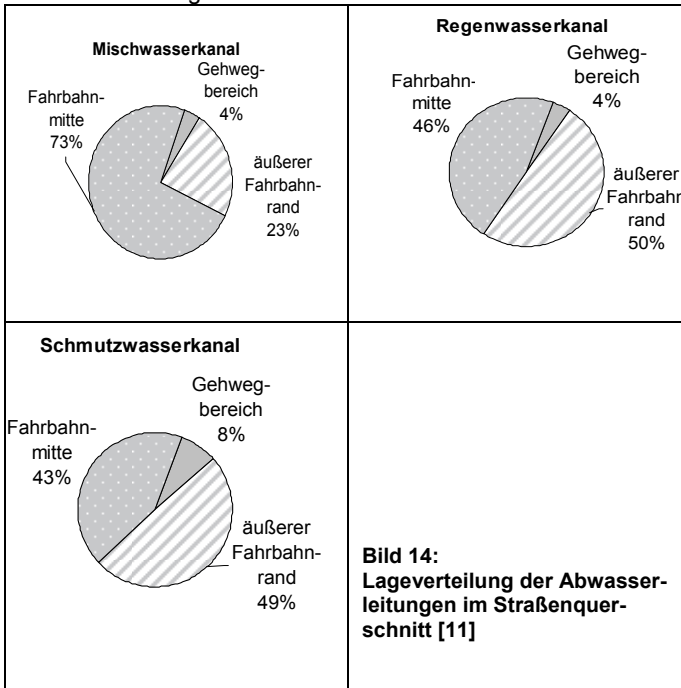 Mischwasserkanal
Fahrbahn-
mitte
73%
Gehweg-
bereich
4%
äußerer
Fahrbahn-
rand
23%
Regenwasserkanal
Fahrbahn-
mitte
46%
Gehweg-
bereich
4%
äußerer
Fahrbahn
rand
50%
Schmutzwasserkanal
Fahrbahn-
mitte
43%
Gehweg-
bereich
8%
äußerer
Fahrbahn-
rand
49%
Bild 14:
Lageverteilung der Abwasser-
leitungen im Straßenquer-
schnitt [11]